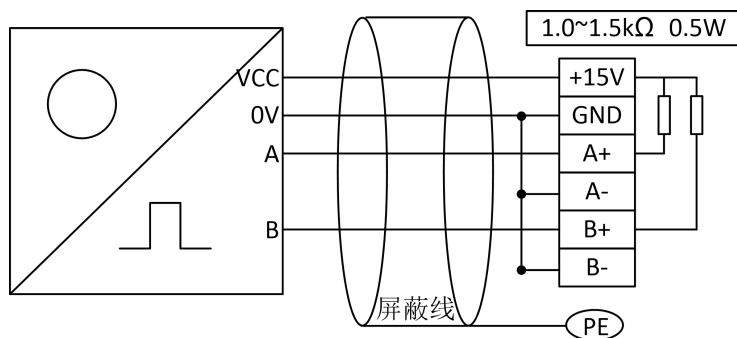 1.0~1.5kΩ 0.5W
VCC
+15V
0V
GND
A
A+
A-
B
B+
B-
屏蔽线
PE